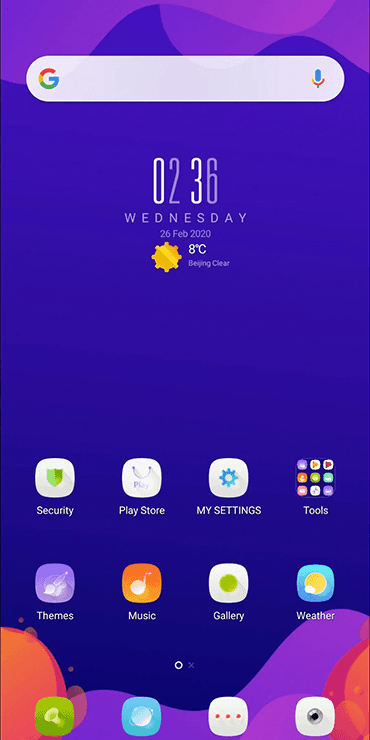 02 36
WEDNESDAY
26 Feb 2020
8℃
Beijing Clear
Play
Security
Play Store
MY SETTINGS
Tools
Themes
Music
Gallery
Weather